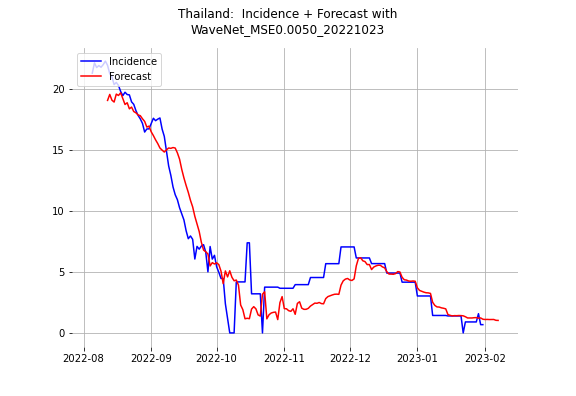 Thailand:  Incidence + Forecast with
WaveNet_MSE0.0050_20221023
Incidence
Forecast
20
15
10
5
0
2022-08 2022-09 2022-10 2022-11 2022-12 2023-01 2023-02